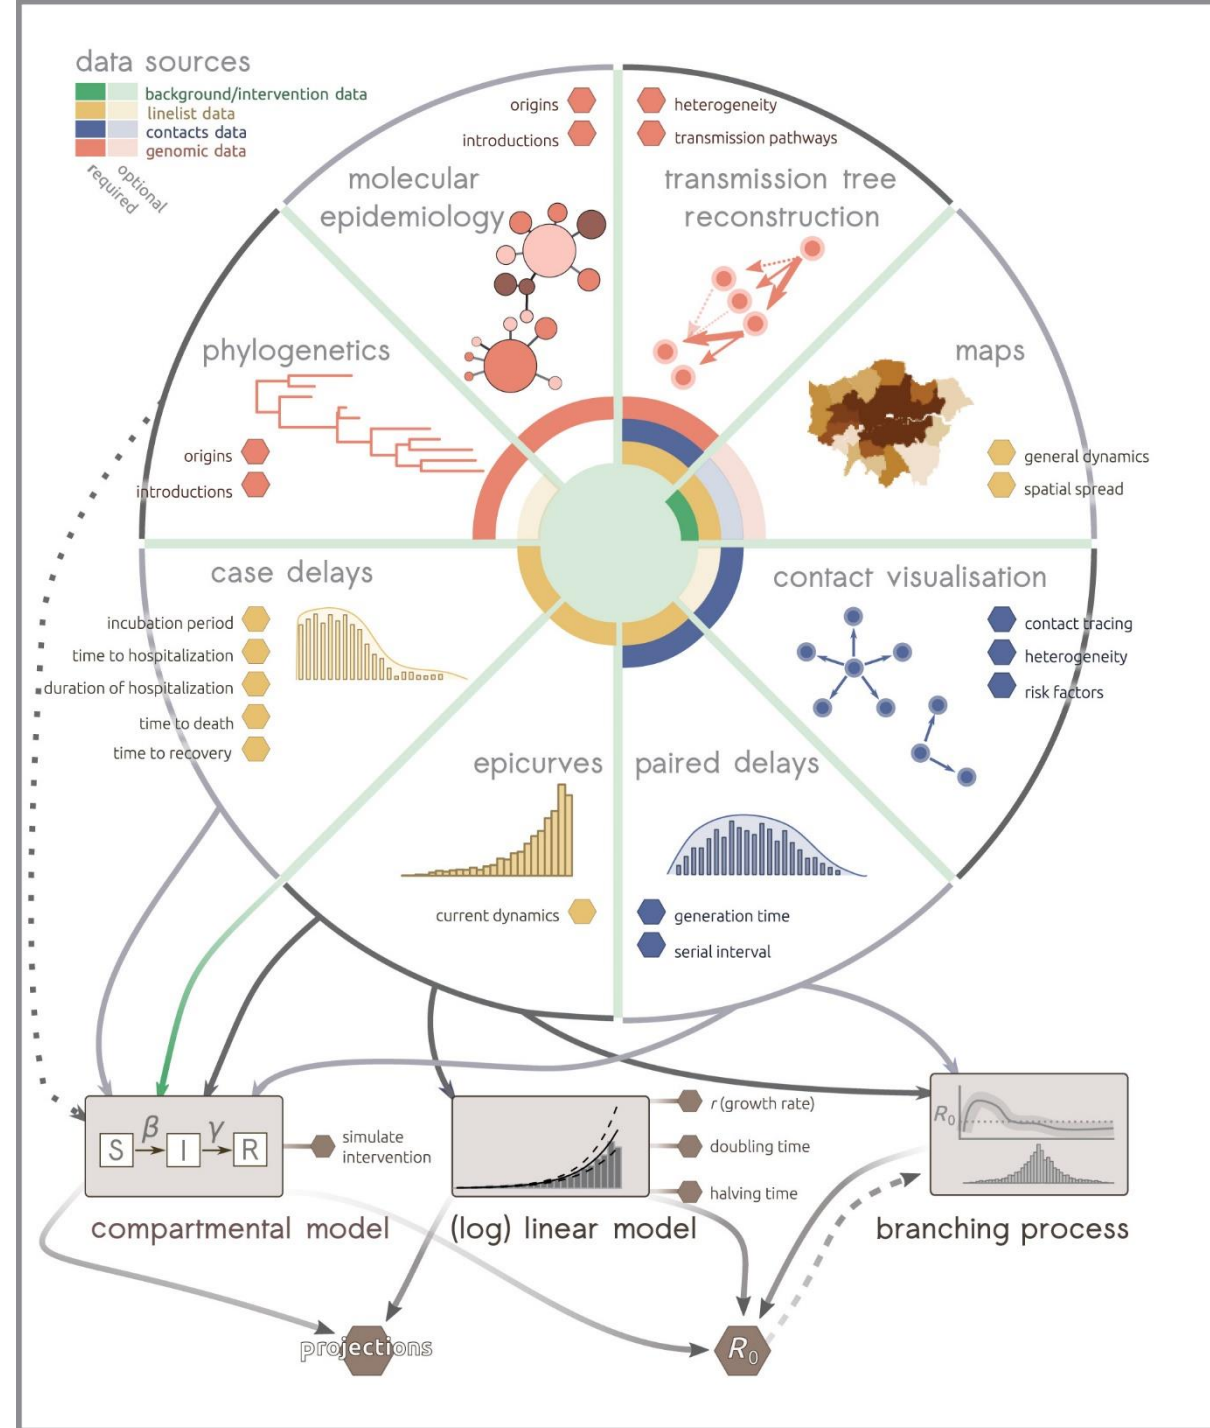 data sources
background/intervention data
linelist data
contacts data
genomic data
required
optional
origins
introductions
molecular
epidemiology
heterogeneity
transmission pathways
transmission tree
reconstruction
phylogenetics
origins
introductions
maps
general dynamics
spatial spread
case delays
incubation period
time to hospitalization
duration of hospitalization
time to death
time to recovery
contact visualisation
contact tracing
heterogeneity
risk factors
epicurves
current dynamics
paired delays
generation time
serial interval
β γ
S I R
simulate
intervention
compartmental model
r (growth rate)
doubling time
halving time
(log) linear model
R0
branching process
projections
R0